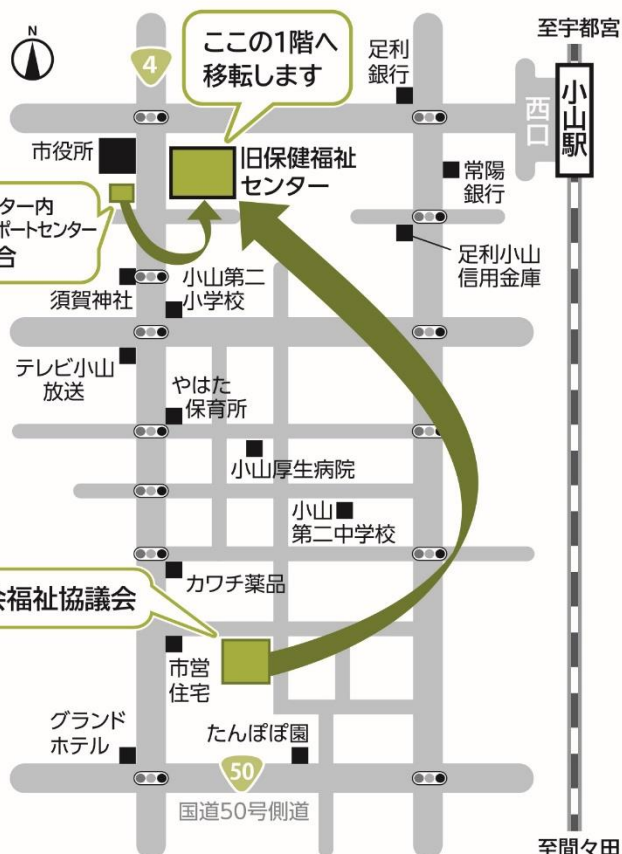 至宇都宮
N
4
ここの1階へ
移転します
足利
銀行
西口
小山駅
市役所
旧保健福祉
センター
常陽
銀行
ター内
ポートセンター
合
足利小山
信用金庫
須賀神社
小山第二
小学校
テレビ小山
放送
やはた
保育所
小山厚生病院
小山
第二中学校
カワチ薬品
会福祉協議会
市営
住宅
グランド
ホテル
たんぽぽ園
50
国道50号側道
至間々田